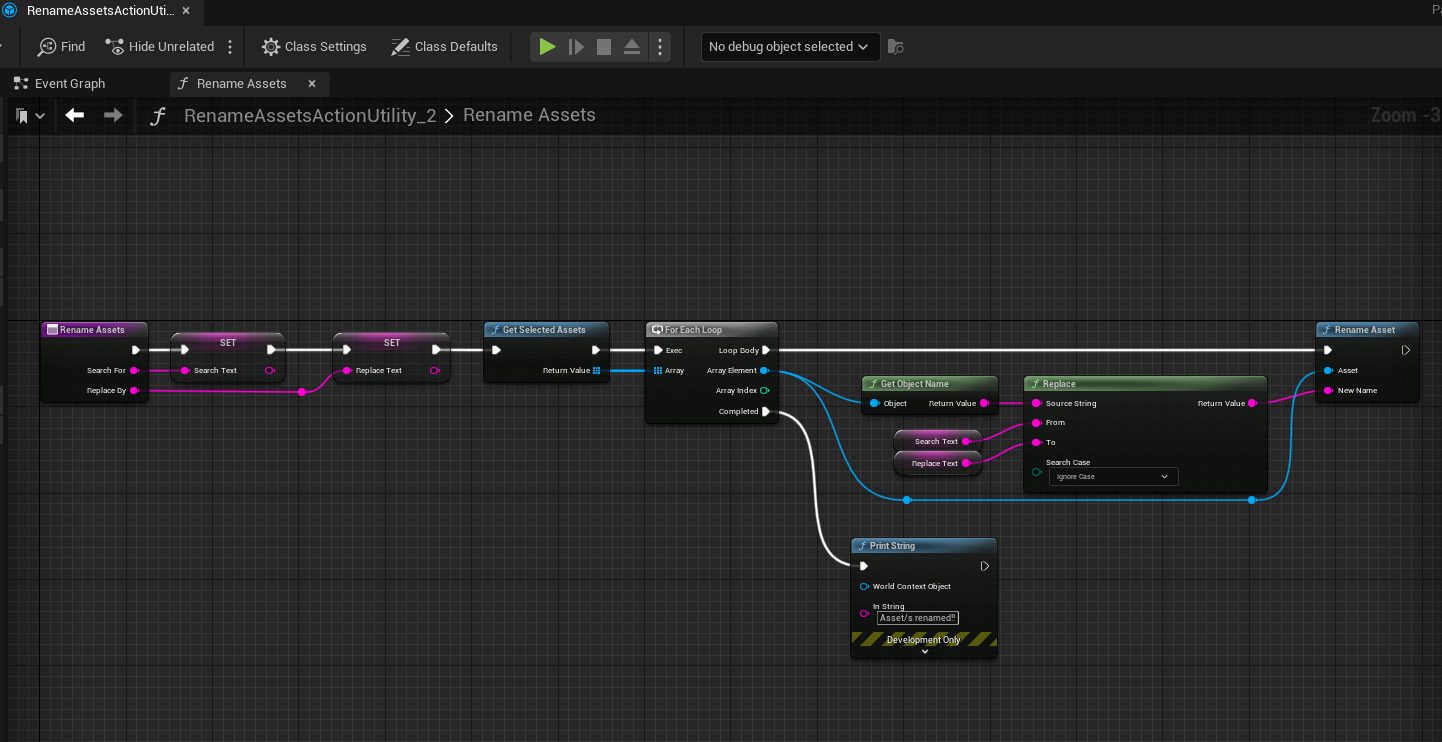 RenameAssetsActionUti...
Find
Hide Unrelated
Class Settings
Class Defaults
No debug object selected
Event Graph
Rename Assets
RenameAssetsActionUtility_2 > Rename Assets
Zoom -3
Rename Assets
Search For
Replace By
SET
Search Text
SET
Replace Text
Get Selected Assets
Return Value
For Each Loop
Exec
Loop Body
Array
Array Element
Array Index
Completed
Get Object Name
Object
Return Value
Search Text
Replace Text
Replace
Source String
Return Value
From
To
Search Case
Ignore Case
Rename Asset
Asset
New Name
Print String
World Context Object
In String
Asset/s renamed!!
Development Only